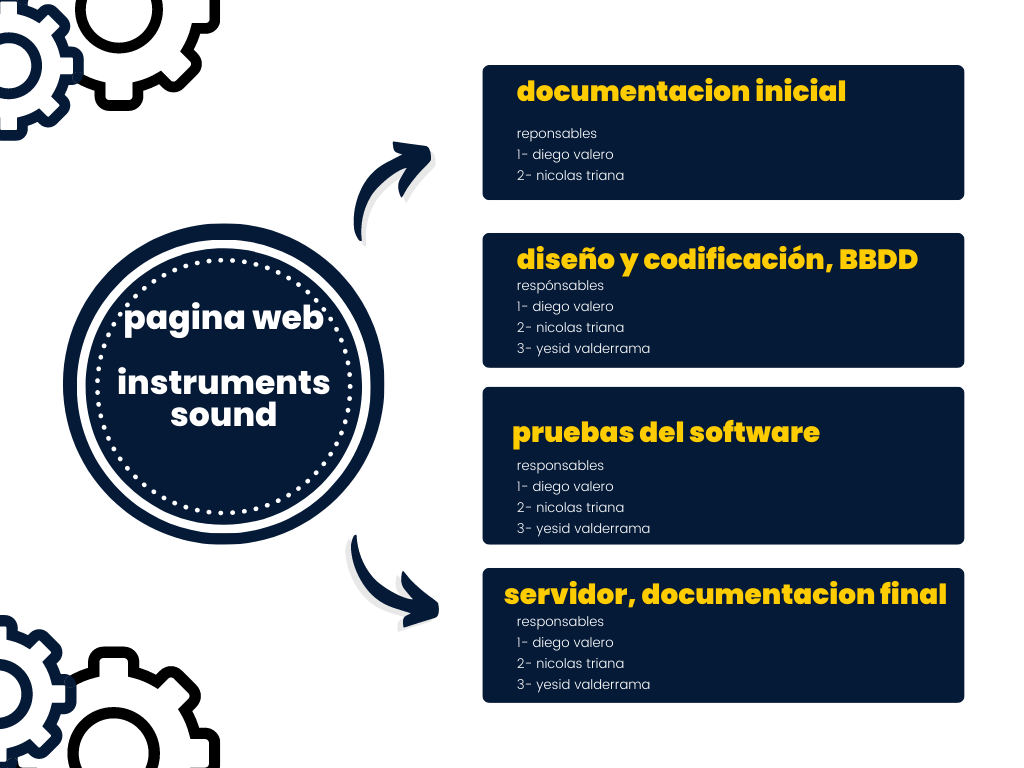 pagina web
instruments
sound
documentacion inicial
reponsables
1- diego valero
2- nicolas triana
diseño y codificación, BBDD
respónsables
1- diego valero
2- nicolas triana
3- yesid valderrama
pruebas del software
responsables
1- diego valero
2- nicolas triana
3- yesid valderrama
servidor, documentacion final
responsables
1- diego valero
2- nicolas triana
3- yesid valderrama